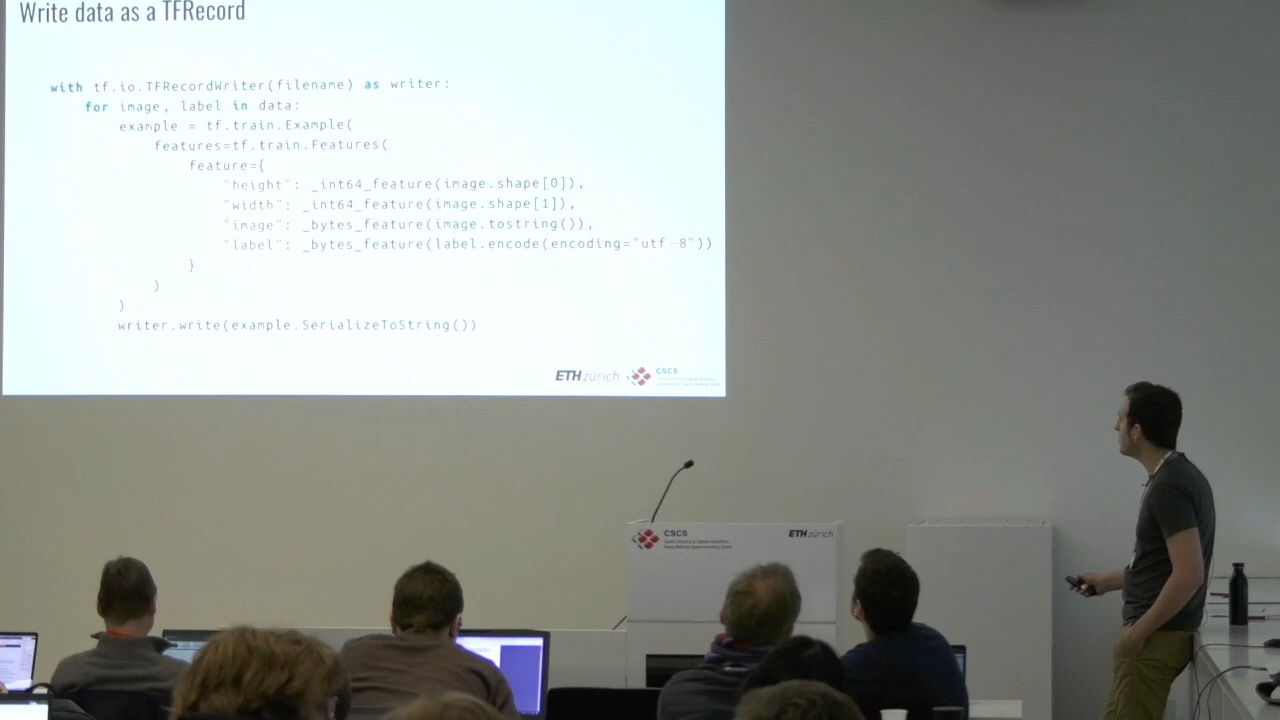 Write data as a TFRecord
with tf.io.TFRecordWriter(filename) as writer:
for image, label in data:
example = tf.train.Example(
features=tf.train.Features(
feature={
"height": _int64_feature(image.shape[0]),
"width": _int64_feature(image.shape[1]),
"image": _bytes_feature(image.tostring()),
"label": _bytes_feature(label.encode(encoding="utf-8"))
}
)
)
writer.write(example.SerializeToString())
ETH zürich
CSCS
CSCS
ETH zürich